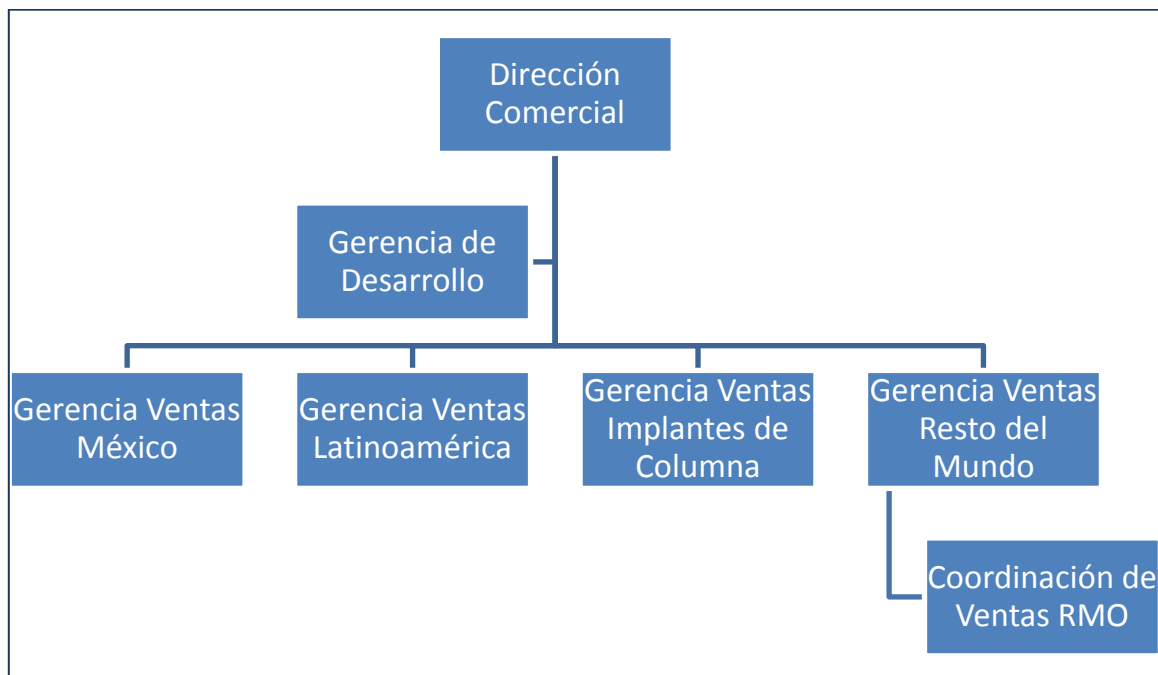 Dirección
Comercial
Gerencia de
Desarrollo
Gerencia Ventas
México
Gerencia Ventas
Latinoamérica
Gerencia Ventas
Implantes de
Columna
Gerencia Ventas
Resto del
Mundo
Coordinación de
Ventas RMO